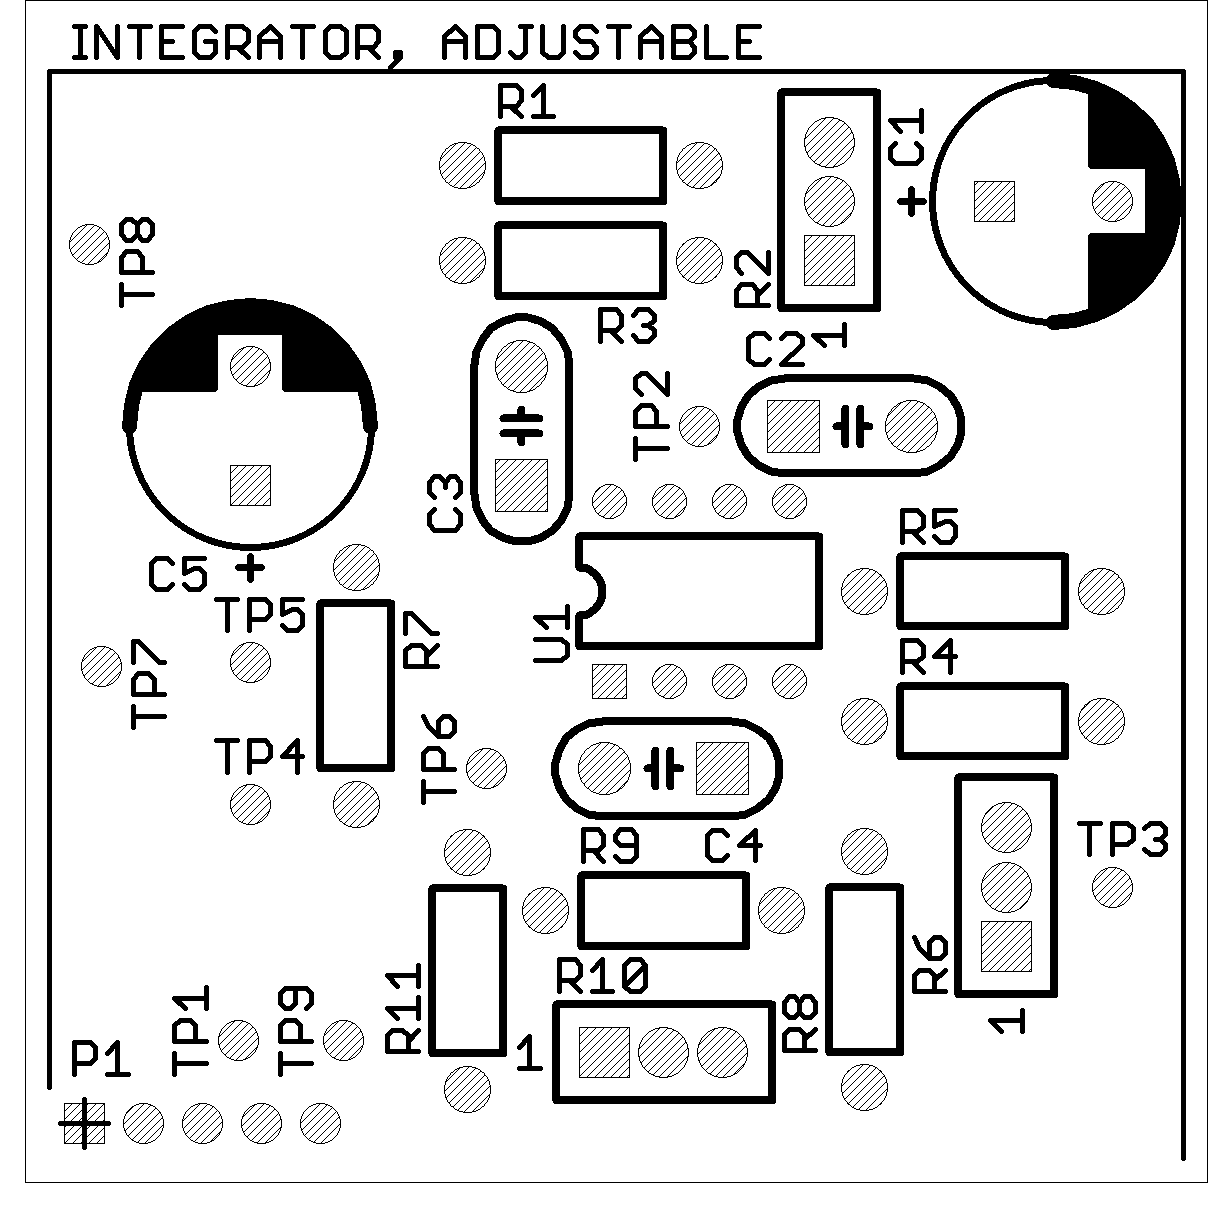 INTEGRATOR, ADJUSTABLE
R1
C1
+
TP8
R2
R3
1
C2
TP2
C3
R5
C5
+
TP5
R7
U1
R4
TP7
TP6
TP4
TP3
R9
C4
R6
R10
R11
R8
TP1
TP9
1
1
P1